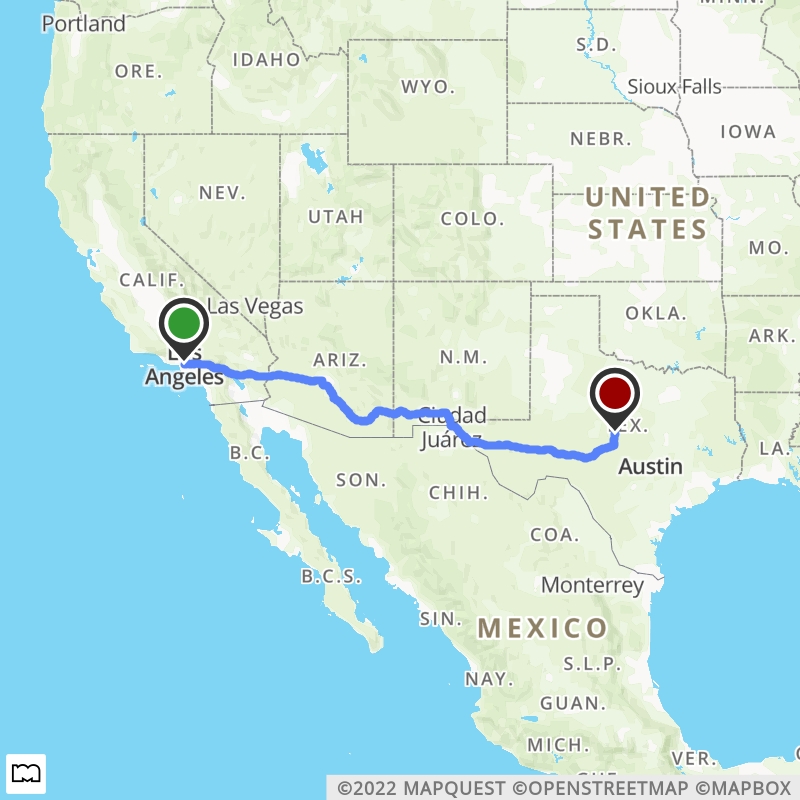 MINN.
Portland
S.D.
ORE.
IDAHO
WYO.
Sioux Falls
IOWA
NEBR.
NEV.
UNITED
STATES
UTAH
COLO.
MO.
CALIF.
Las Vegas
OKLA.
ARK.
Los
Angeles
ARIZ.
N.M.
Ciudad
Juárez
EX.
LA.
B.C.
Austin
SON.
CHIH.
COA.
B.C.S.
Monterrey
SIN.
MEXICO
S.L.P.
NAY.
GUAN.
MICH.
VER.
©2022 MAPQUEST ©OPENSTREETMAP ©MAPBOX